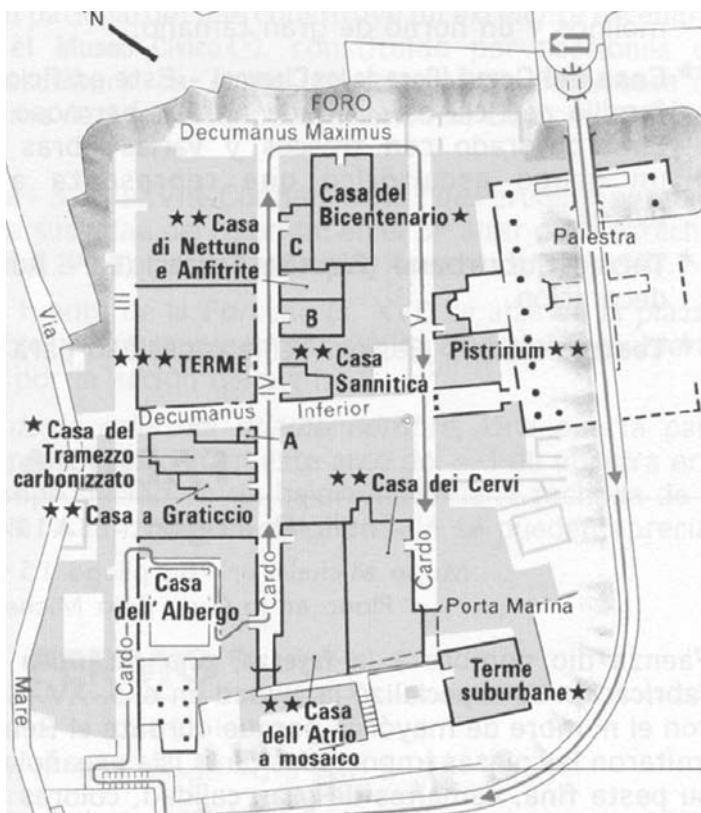 N
FORO
Decumanus Maximus
Casa del
Bicentenario ★
★★ Casa
di Nettuno
e Anfitrite
C
B
Palestra
Via
★★★ TERME
V
V
★★ Casa
Sannitica
Pistrinum ★★
Decumanus Inferior
★ Casa del
Tramezzo
carbonizzato
A
★★ Casa a Graticcio
★★ Casa dei Cervi
Casa
dell' Albergo
Cardo
Cardo
Cardo
Porta Marina
Mare
Terme
suburbane ★
★★ Casa
dell'Atrio
a mosaico